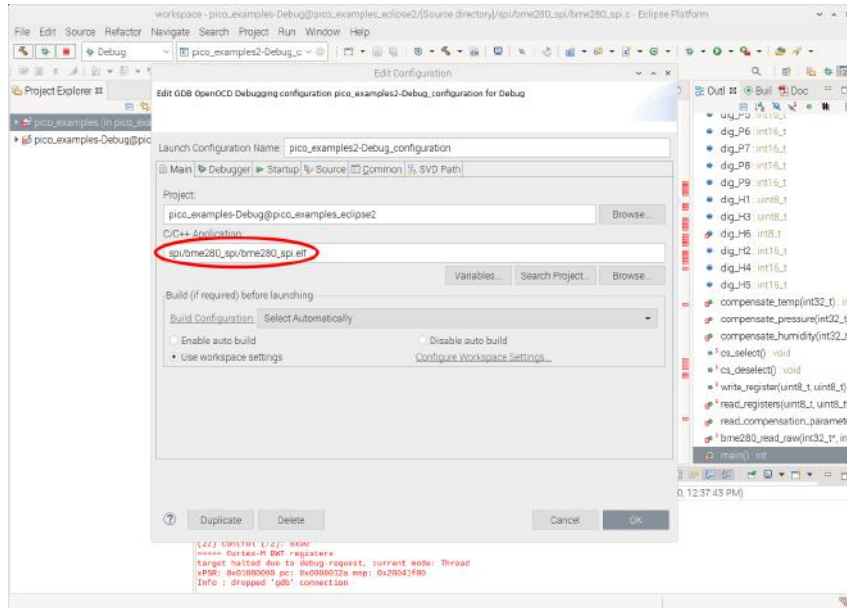 workspace - pico_examples-Debug@pico_examples_eclipse2/[Source directory]/spi/bme280_spi/bme280_spi.c - Eclipse Platform
File Edit Source Refactor Navigate Search Project Run Window Help
Debug
pico_examples2-Debug_c
Edit Configuration
Project Explorer
pico_examples (in pico_exa
pico_examples-Debug@pic
Edit GDB OpenOCD Debugging configuration pico_examples2-Debug_configuration for Debug
Launch Configuration Name: pico_examples2-Debug_configuration
Main Debugger Startup Source Common SVD Path
Project:
pico_examples-Debug@pico_examples_eclipse2
Browse...
C/C++ Application:
spi/bme280_spi/bme280_spi.elf
Variables... Search Project... Browse...
Build (if required) before launching
Build Configuration: Select Automatically
Enable auto build
Disable auto build
Use workspace settings
Configure Workspace Settings...
Duplicate
Delete
Cancel
OK
Outl Buil Doc
dig_P5 : int16_t
dig_P6 : int16_t
dig_P7 : int16_t
dig_P8 : int16_t
dig_P9 : int16_t
dig_H1 : uint8_t
dig_H3 : uint8_t
dig_H6 : int8_t
dig_H2 : int16_t
dig_H4 : int16_t
dig_H5 : int16_t
compensate_temp(int32_t) : i
compensate_pressure(int32_t
compensate_humidity(int32_t
cs_select() : void
cs_deselect() : void
write_register(uint8_t, uint8_t)
read_registers(uint8_t, uint8_t
read_compensation_paramete
bme280_read_raw(int32_t*, in
main() : int
0, 12:37:43 PM)
(22) control (/2): 0x00
===== Cortex-M DWT registers
target halted due to debug-request, current mode: Thread
xPSR: 0x01000000 pc: 0x0000012a msp: 0x20041f00
Info : dropped 'gdb' connection